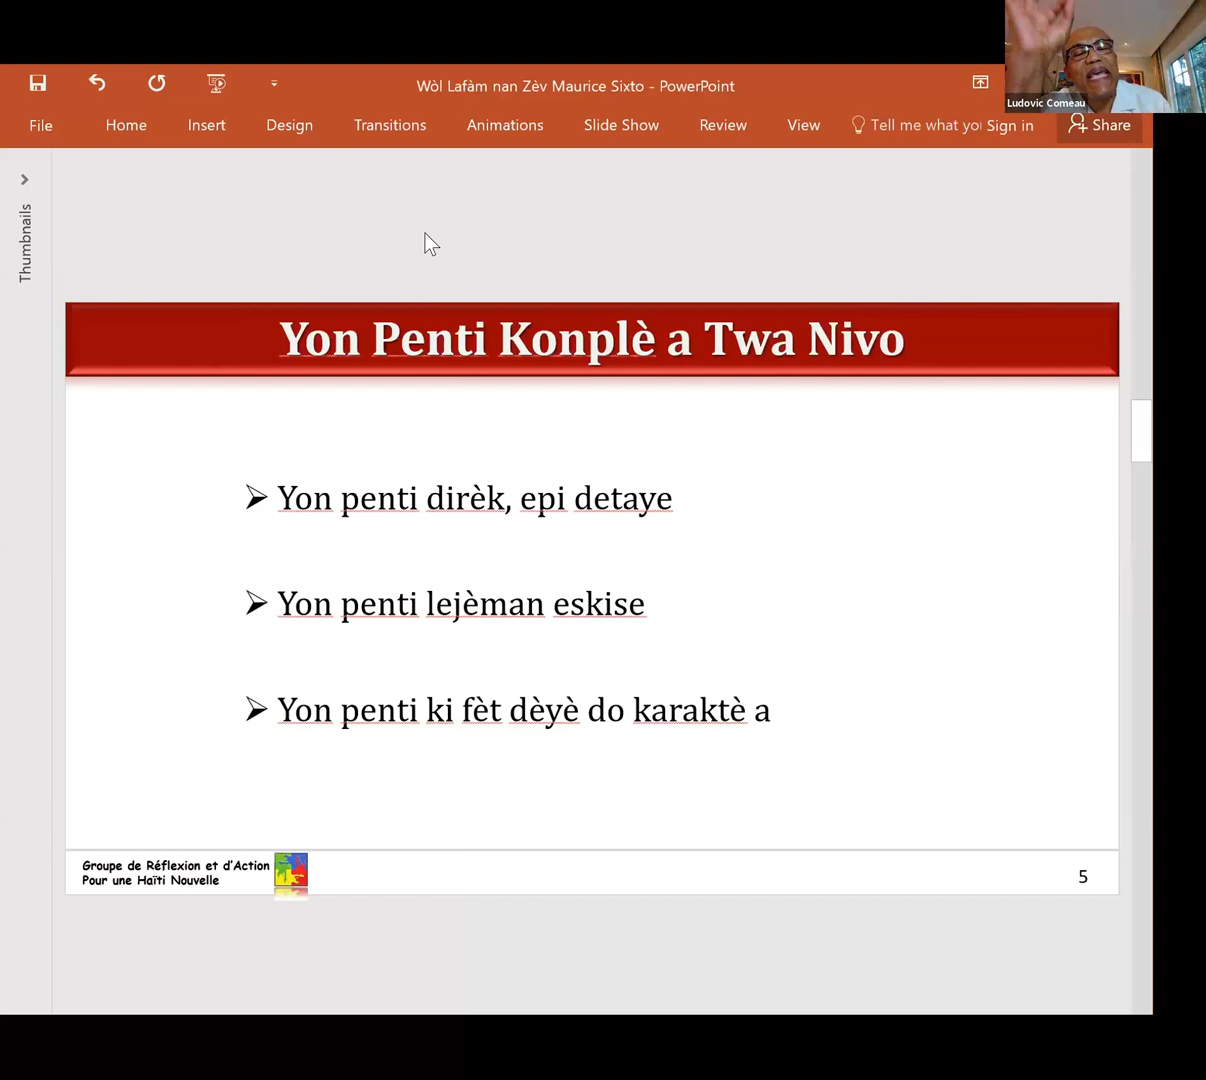 Ludovic Comeau
Wòl Lafàm nan Zèv Maurice Sixto - PowerPoint
File Home Insert Design Transitions Animations Slide Show Review View Tell me what yo Sign in Share
Thumbnails
Yon Penti Konplè a Twa Nivo
Yon penti dirèk, epi detaye
Yon penti lejèman eskise
Yon penti ki fèt dèyè do karaktè a
Groupe de Réflexion et d'Action
Pour une Haïti Nouvelle
5